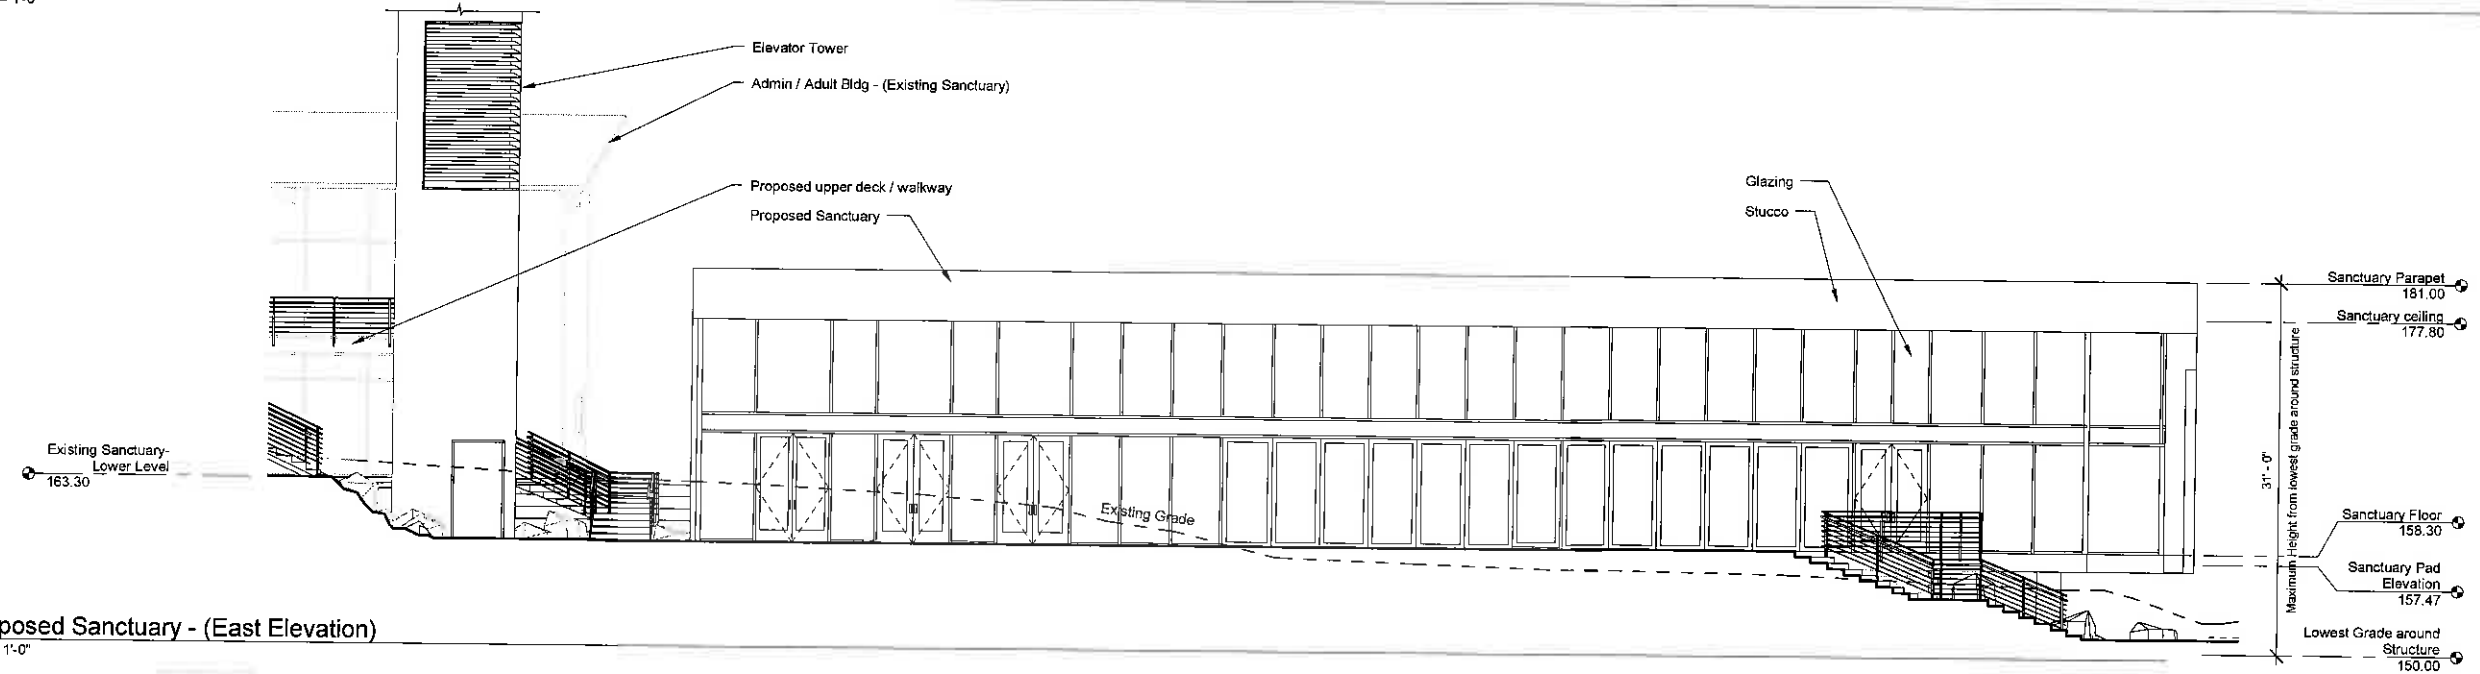 Elevator Tower
Admin / Adult Bldg - (Existing Sanctuary)
Proposed upper deck / walkway
Proposed Sanctuary
Glazing
Stucco
Sanctuary Parapet
181.00
Sanctuary ceiling
177.80
Maximum Height from lowest grade around structure
31' - 0"
Existing Sanctuary-
Lower Level
163.30
Existing Grade
Sanctuary Floor
158.30
Sanctuary Pad
Elevation
157.47
Lowest Grade around
Structure
150.00
posed Sanctuary - (East Elevation)
1'-0"